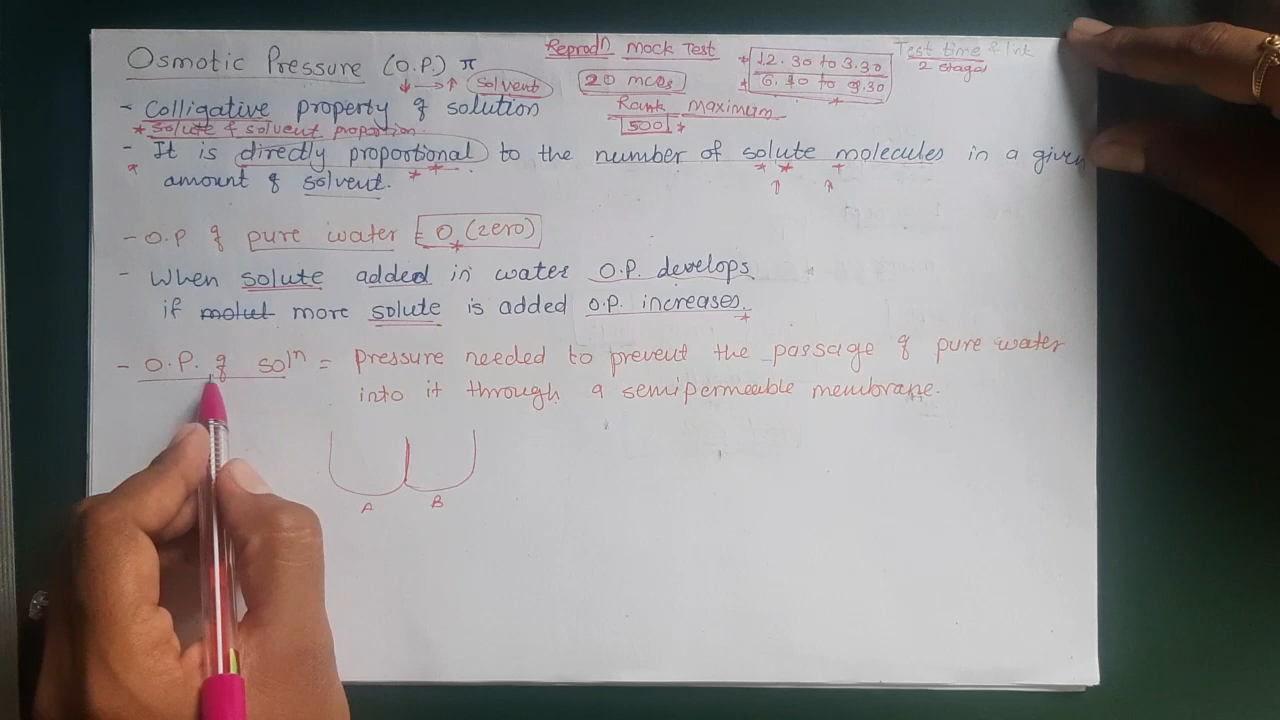 Osmotic Pressure (O.P.) π
↓ → ↑ solvent
Reprodn Mock Test
20 MCQs
* 12.30 to 3.30
* 6.30 to 9.30
Test time & link
2 stages
Rank Maximum
500 *
- Colligative property of solution
* Solute & solvent proportion.
- It is directly proportional to the number of solute molecules in a given
amount of solvent.
- O.P of pure water = 0 (zero)
- When solute added in water O.P. develops
if more solute is added O.P. increases.
- O.P. of soln = pressure needed to prevent the passage of pure water
into it through a semipermeable membrane.
A B